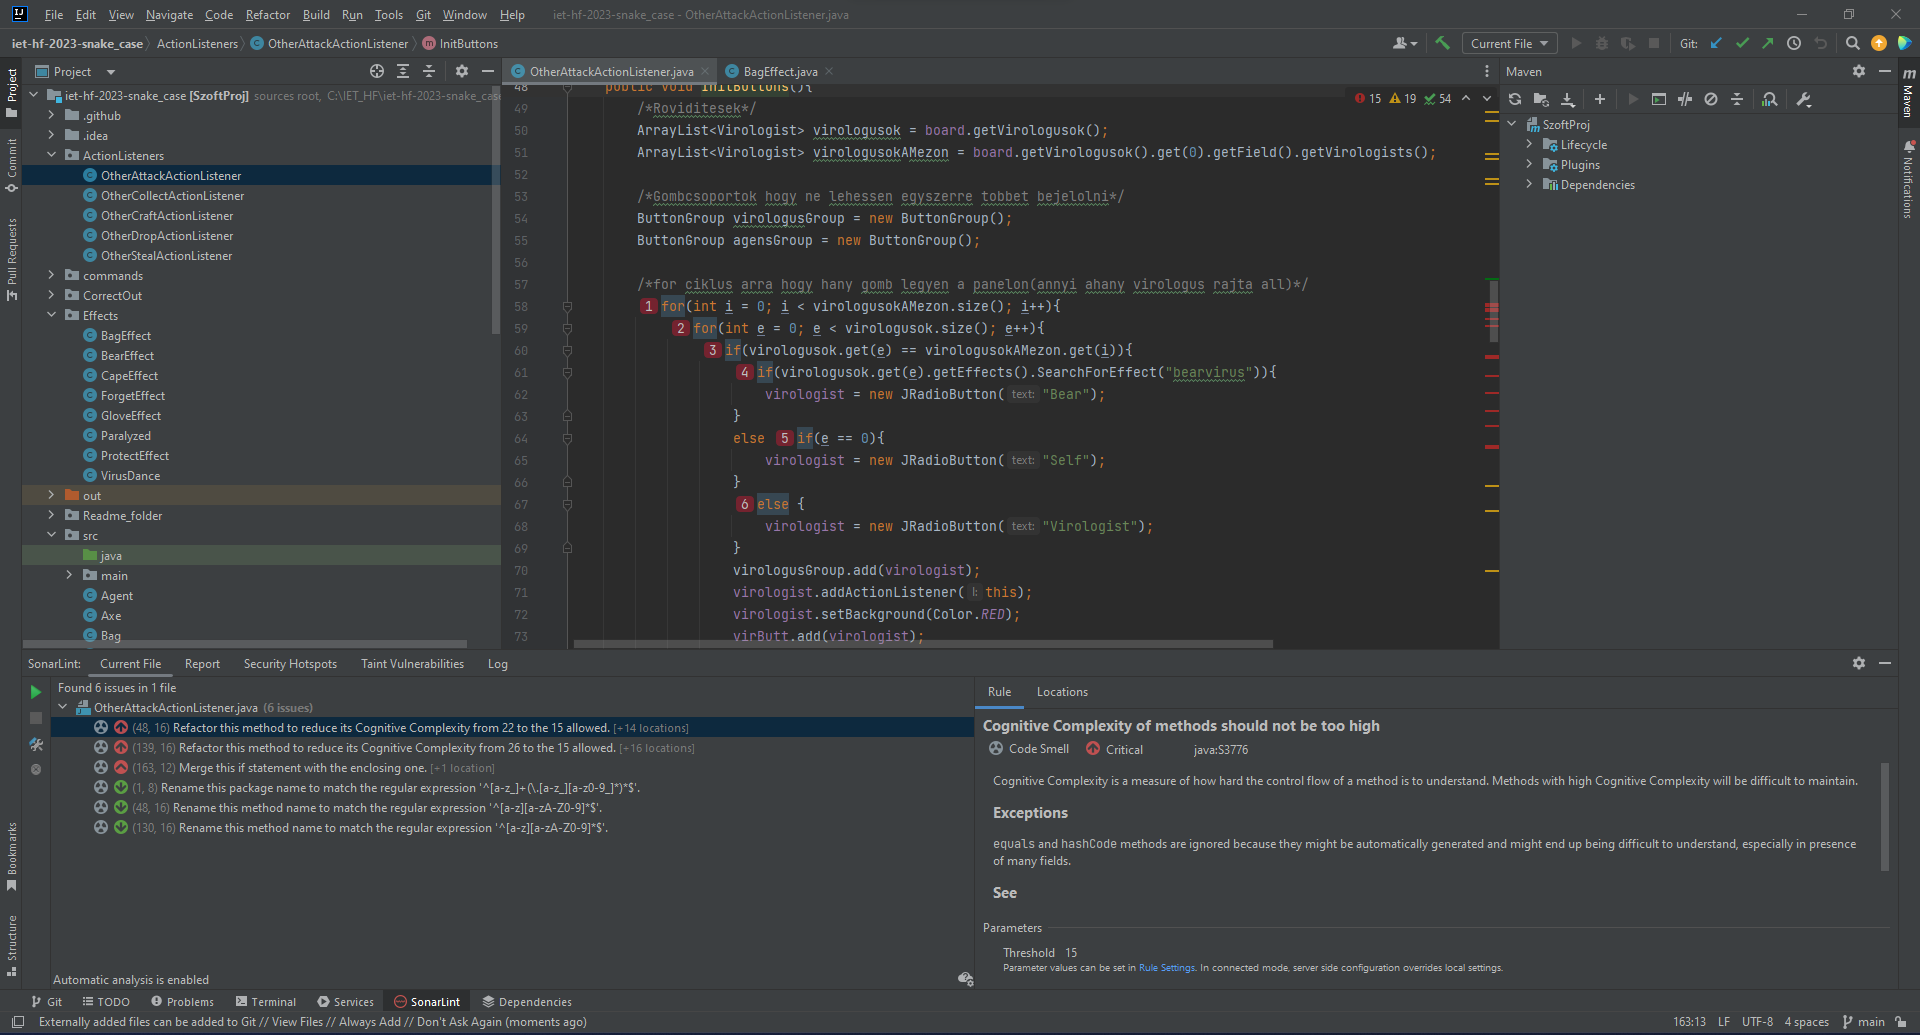 File Edit View Navigate Code Refactor Build Run Tools Git Window Help iet-hf-2023-snake_case - OtherAttackActionListener.java
iet-hf-2023-snake_case ActionListeners OtherAttackActionListener InitButtons Current File Git:
Project
OtherAttackActionListener.java BagEffect.java
Maven
iet-hf-2023-snake_case [SzoftProj] sources root, C:\IET_HF\iet-hf-2023-snake_cas
.github
.idea
ActionListeners
OtherAttackActionListener
OtherCollectActionListener
OtherCraftActionListener
OtherDropActionListener
OtherStealActionListener
commands
CorrectOut
Effects
BagEffect
BearEffect
CapeEffect
ForgetEffect
GloveEffect
Paralyzed
ProtectEffect
VirusDance
out
Readme_folder
src
java
main
Agent
Axe
Bag
15 19 54
48 public void InitButtons(){
49 /*Roviditesek*/
50 ArrayList<Virologist> virologusok = board.getVirologusok();
51 ArrayList<Virologist> virologusokAMezon = board.getVirologusok().get(0).getField().getVirologists();
52
53 /*Gombcsoportok hogy ne lehessen egyszerre tobbet bejelolni*/
54 ButtonGroup virologusGroup = new ButtonGroup();
55 ButtonGroup agensGroup = new ButtonGroup();
56
57 /*for ciklus arra hogy hany gomb legyen a panelon(annyi ahany virologus rajta all)*/
58 1 for(int i = 0; i < virologusokAMezon.size(); i++){
59 2 for(int e = 0; e < virologusok.size(); e++){
60 3 if(virologusok.get(e) == virologusokAMezon.get(i)){
61 4 if(virologusok.get(e).getEffects().SearchForEffect("bearvirus")){
62 virologist = new JRadioButton( text: "Bear");
63 }
64 else 5 if(e == 0){
65 virologist = new JRadioButton( text: "Self");
66 }
67 6 else {
68 virologist = new JRadioButton( text: "Virologist");
69 }
70 virologusGroup.add(virologist);
71 virologist.addActionListener( l: this);
72 virologist.setBackground(Color.RED);
73 virButt.add(virologist);
SzoftProj
Lifecycle
Plugins
Dependencies
Project
Commit
Pull Requests
Bookmarks
Structure
m
Maven
Notifications
SonarLint: Current File Report Security Hotspots Taint Vulnerabilities Log
Found 6 issues in 1 file
OtherAttackActionListener.java (6 issues)
(48, 16) Refactor this method to reduce its Cognitive Complexity from 22 to the 15 allowed. [+14 locations]
(139, 16) Refactor this method to reduce its Cognitive Complexity from 26 to the 15 allowed. [+16 locations]
(163, 12) Merge this if statement with the enclosing one. [+1 location]
(1, 8) Rename this package name to match the regular expression '^[a-z_]+(\.[a-z_][a-z0-9_]*)*$'.
(48, 16) Rename this method name to match the regular expression '^[a-z][a-zA-Z0-9]*$'.
(130, 16) Rename this method name to match the regular expression '^[a-z][a-zA-Z0-9]*$'.
Automatic analysis is enabled
Rule Locations
Cognitive Complexity of methods should not be too high
Code Smell Critical java:S3776
Cognitive Complexity is a measure of how hard the control flow of a method is to understand. Methods with high Cognitive Complexity will be difficult to maintain.
Exceptions
equals and hashCode methods are ignored because they might be automatically generated and might end up being difficult to understand, especially in presence
of many fields.
See
Parameters
Threshold 15
Parameter values can be set in Rule Settings. In connected mode, server side configuration overrides local settings.
Git TODO Problems Terminal Services SonarLint Dependencies
Externally added files can be added to Git // View Files // Always Add // Don't Ask Again (moments ago) 163:13 LF UTF-8 4 spaces main